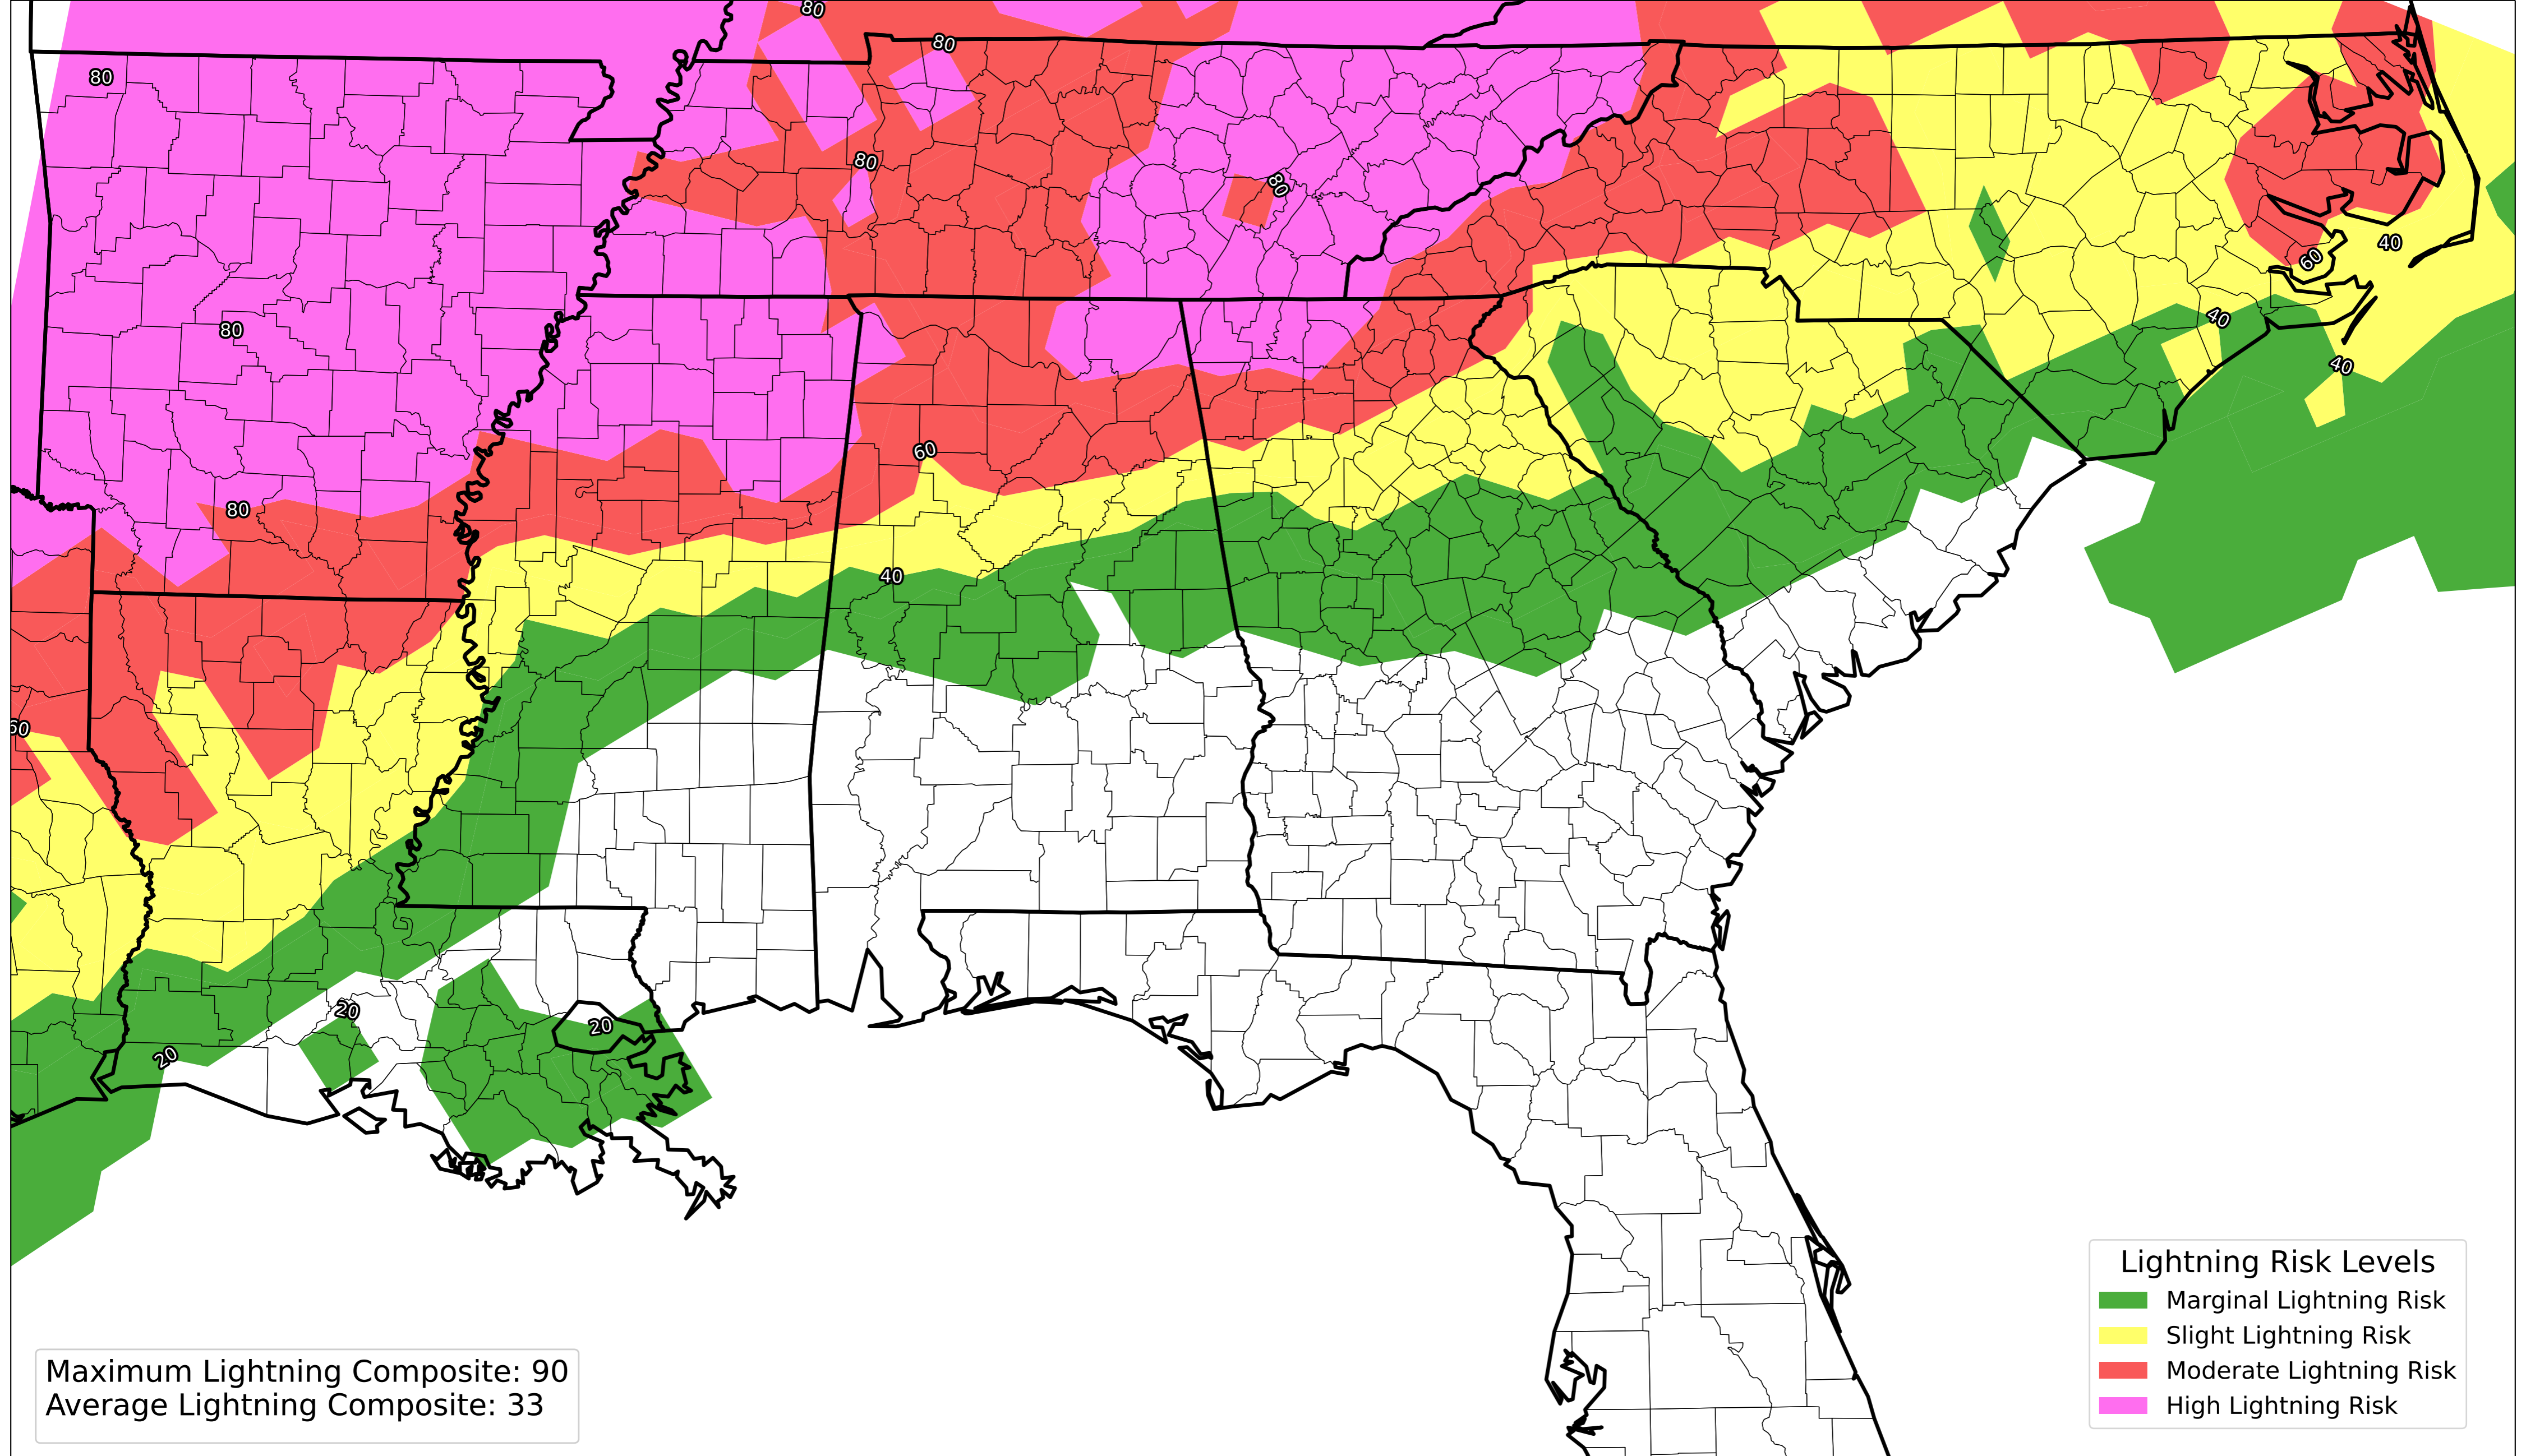 80
80
80
80
80
40
60
80
40
40
60
80
40
60
20
20
20
Lightning Risk Levels
Marginal Lightning Risk
Slight Lightning Risk
Moderate Lightning Risk
High Lightning Risk
Maximum Lightning Composite: 90
Average Lightning Composite: 33